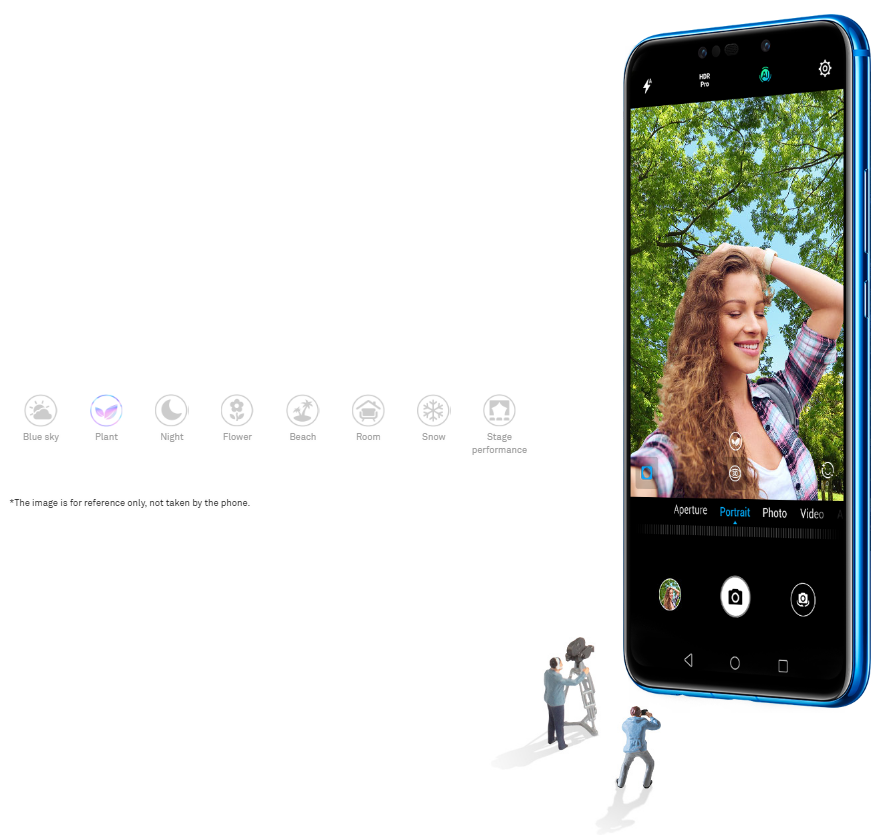 HDR
Pro
AI
Blue sky
Plant
Night
Flower
Beach
Room
Snow
Stage
performance
*The image is for reference only, not taken by the phone.
Aperture
Portrait
Photo
Video